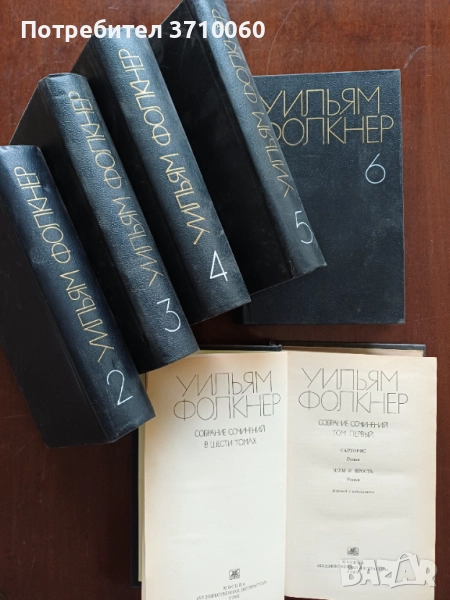 Потребител 3710060
УИЛЬЯМ ФОЛКНЕР
2
УИЛЬЯМ ФОЛКНЕР
3
УИЛЬЯМ ФОЛКНЕР
4
УИЛЬЯМ ФОЛКНЕР
5
УИЛЬЯМ
ФОЛКНЕР
6
УИЛЬЯМ
ФОЛКНЕР
СОБРАНИЕ СОЧИНЕНИЙ
В ШЕСТИ ТОМАХ
УИЛЬЯМ
ФОЛКНЕР
СОБРАНИЕ СОЧИНЕНИЙ
ТОМ ПЕРВЫЙ
САРТОРИС
Роман
ШУМ И ЯРОСТЬ
Роман
BAZAR